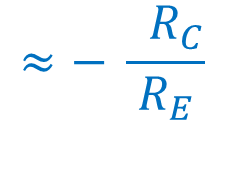 ≈ − R_C / R_E